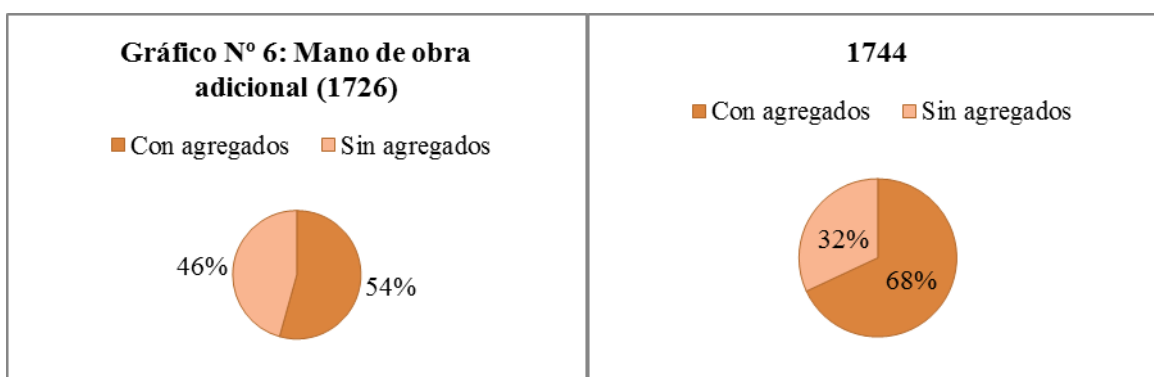 Gráfico Nº 6: Mano de obra
adicional (1726)
Con agregados Sin agregados
46%
54%
1744
Con agregados Sin agregados
32%
68%